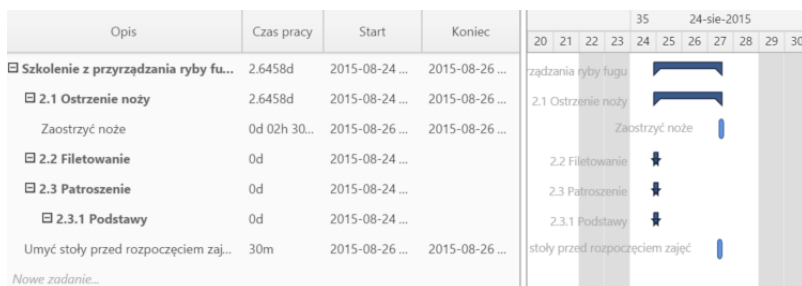 Opis Czas pracy Start Koniec
35 24-sie-2015
20 21 22 23 24 25 26 27 28 29 30
Szkolenie z przyrządzania ryby fu... 2.6458d 2015-08-24 ... 2015-08-26 ... rządzania ryby fugu
2.1 Ostrzenie noży 2.6458d 2015-08-24 ... 2015-08-26 ... 2.1 Ostrzenie noży
Zaostrzyć noże 0d 02h 30... 2015-08-26 ... 2015-08-26 ... Zaostrzyć noże
2.2 Filetowanie 0d 2015-08-24 ... 2.2 Filetowanie
2.3 Patroszenie 0d 2015-08-24 ... 2.3 Patroszenie
2.3.1 Podstawy 0d 2015-08-24 ... 2.3.1 Podstawy
Umyć stoły przed rozpoczęciem zaj... 30m 2015-08-26 ... 2015-08-26 ... stoły przed rozpoczęciem zajęć
Nowe zadanie...